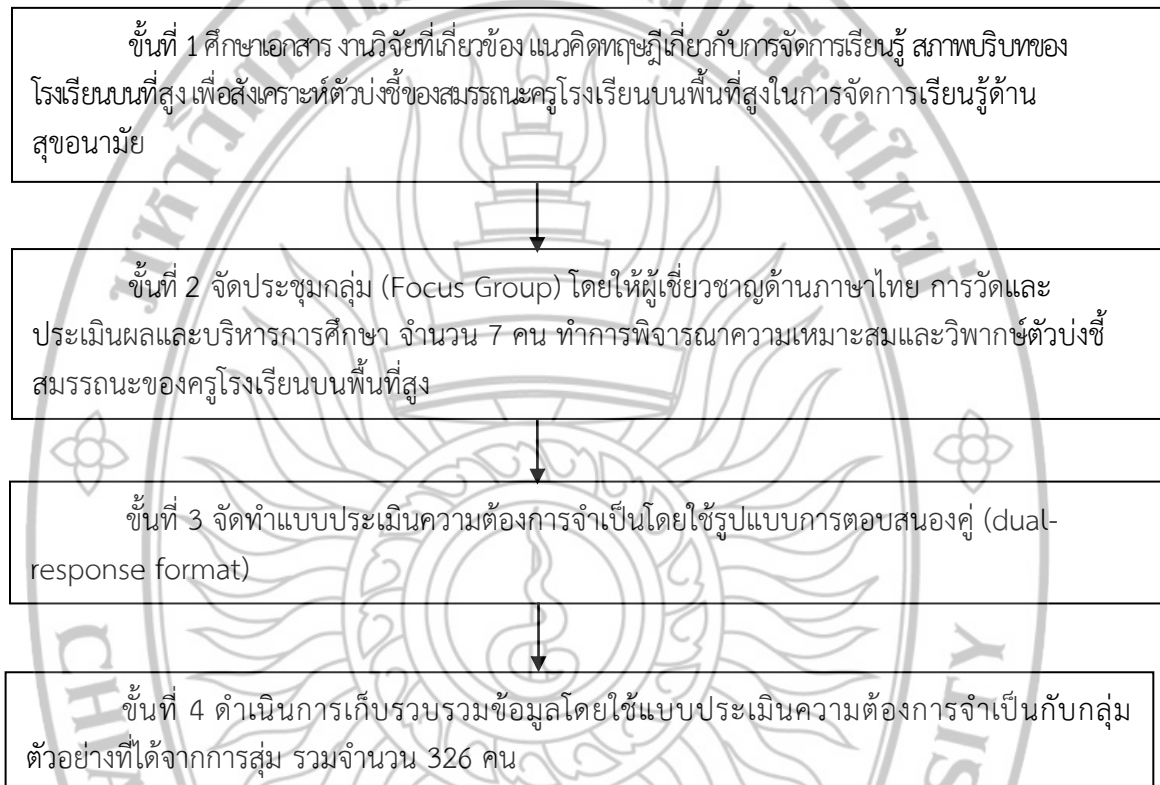 ขั้นที่ 1 ศึกษาเอกสาร งานวิจัยที่เกี่ยวข้อง แนวคิดทฤษฎีเกี่ยวกับการจัดการเรียนรู้ สภาพบริบทของ
โรงเรียนบนที่สูง เพื่อสังเคราะห์ตัวบ่งชี้ของสมรรถนะครูโรงเรียนบนพื้นที่สูงในการจัดการเรียนรู้ด้าน
สุขอนามัย
ขั้นที่ 2 จัดประชุมกลุ่ม (Focus Group) โดยให้ผู้เชี่ยวชาญด้านภาษาไทย การวัดและ
ประเมินผลและบริหารการศึกษา จำนวน 7 คน ทำการพิจารณาความเหมาะสมและวิพากษ์ตัวบ่งชี้
สมรรถนะของครูโรงเรียนบนพื้นที่สูง
ขั้นที่ 3 จัดทำแบบประเมินความต้องการจำเป็นโดยใช้รูปแบบการตอบสนองคู่ (dual-
response format)
ขั้นที่ 4 ดำเนินการเก็บรวบรวมข้อมูลโดยใช้แบบประเมินความต้องการจำเป็นกับกลุ่ม
ตัวอย่างที่ได้จากการสุ่ม รวมจำนวน 326 คน